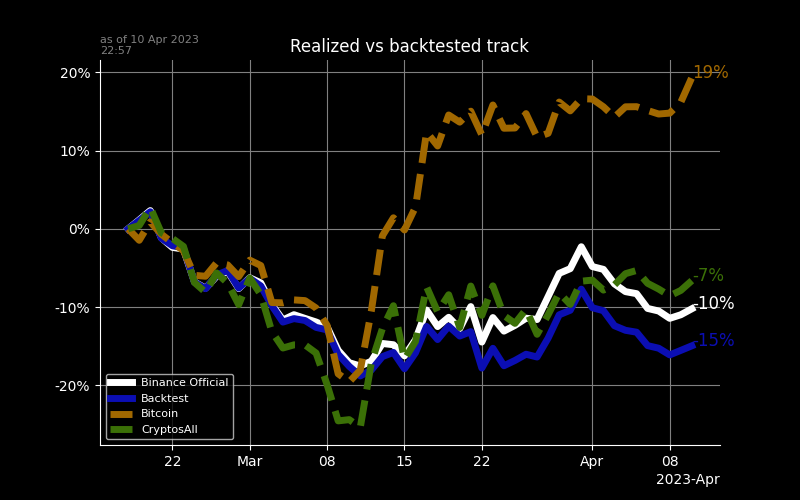 as of 10 Apr 2023
22:57
Realized vs backtested track
20%
10%
0%
-10%
-20%
19%
-7%
-10%
-15%
Binance Official
Backtest
Bitcoin
CryptosAll
22
Mar
08
15
22
Apr
08
2023-Apr